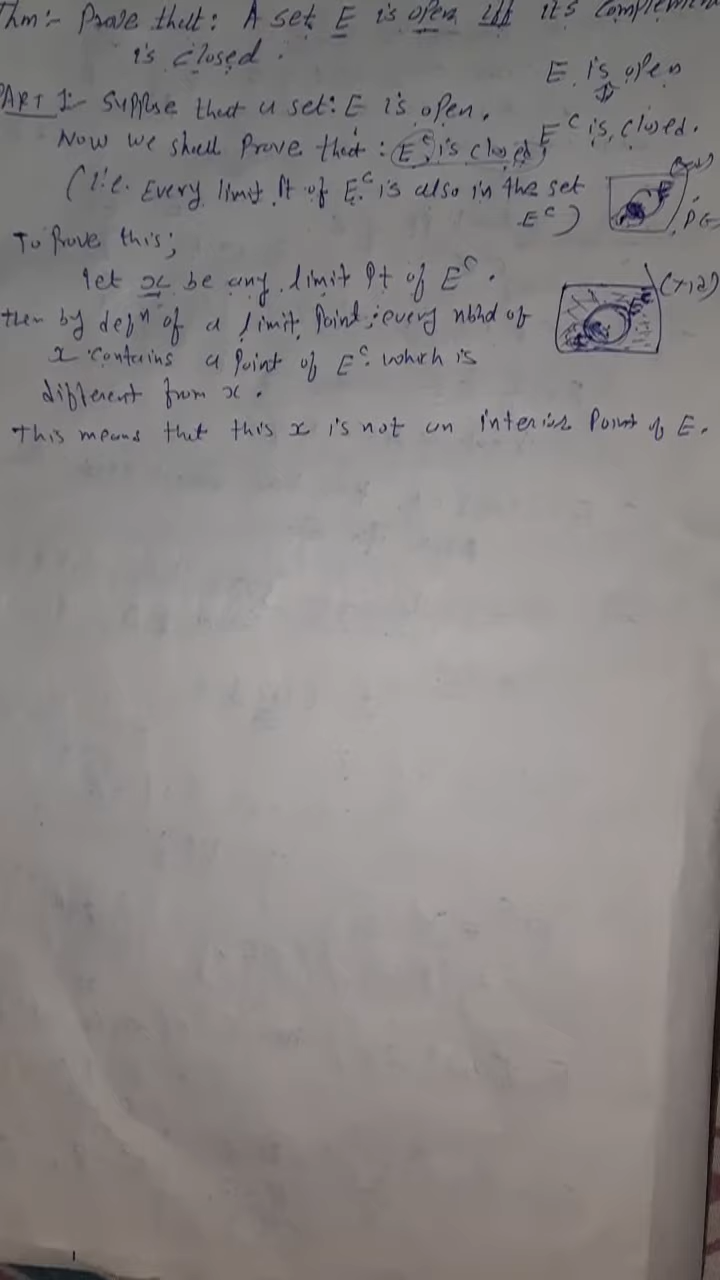 Thm:- Prove that: A set E is open iff its complement
is closed.
E is open
⇕
E^c is closed.
PART 1:- Suppose that a set: E is open.
Now we shall Prove that: E^c is closed
(i.e. Every limit Pt of E^c is also in the set
E^c)
To Prove this;
let x be any limit Pt of E^c.
then by def^n of a limit Point; every nbhd of
x contains a Point of E^c which is
different from x.
This means that this x is not an interior Point of E.